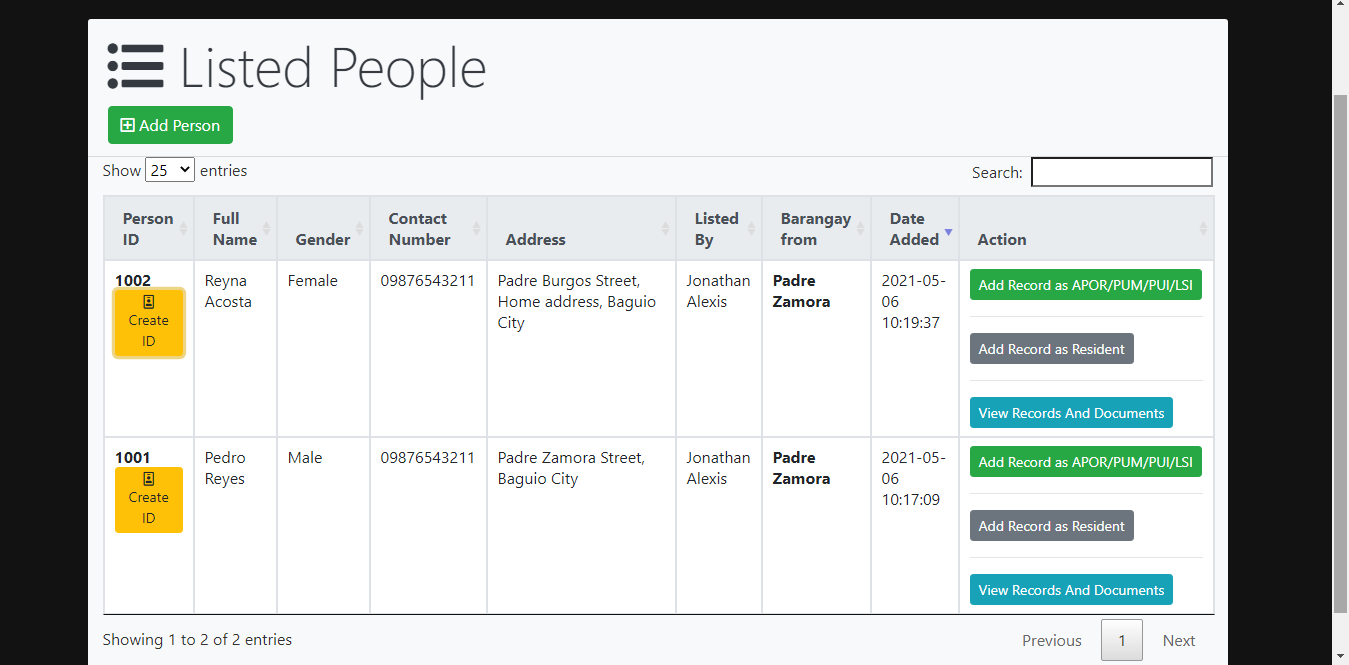 Listed People
Add Person
Show 25 entries
Search:
Person ID
Full Name
Gender
Contact Number
Address
Listed By
Barangay from
Date Added
Action
1002
Create
ID
Reyna
Acosta
Female
09876543211
Padre Burgos Street,
Home address, Baguio
City
Jonathan
Alexis
Padre
Zamora
2021-05-
06
10:19:37
Add Record as APOR/PUM/PUI/LSI
Add Record as Resident
View Records And Documents
1001
Create
ID
Pedro
Reyes
Male
09876543211
Padre Zamora Street,
Baguio City
Jonathan
Alexis
Padre
Zamora
2021-05-
06
10:17:09
Add Record as APOR/PUM/PUI/LSI
Add Record as Resident
View Records And Documents
Showing 1 to 2 of 2 entries
Previous 1 Next